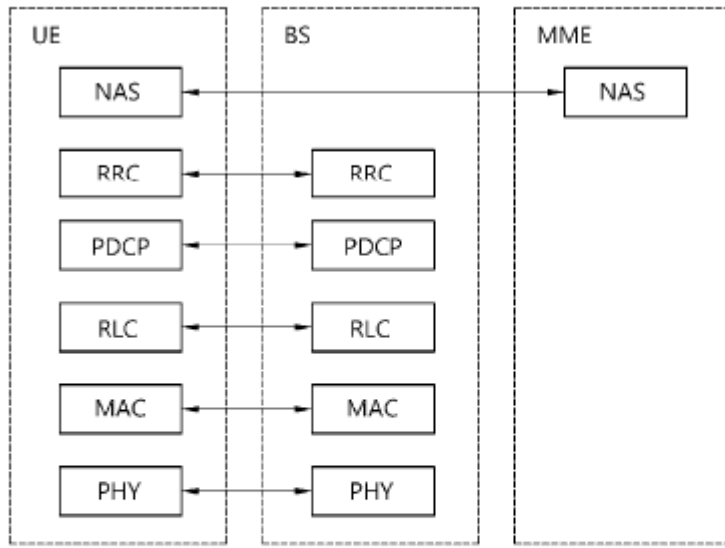 UE BS MME
NAS NAS
RRC RRC
PDCP PDCP
RLC RLC
MAC MAC
PHY PHY